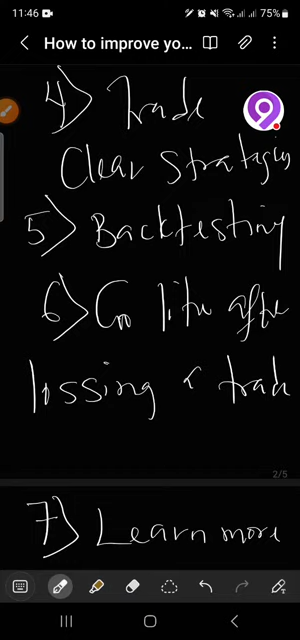 11:46
75%
How to improve yo...
4) Trade
Clear Strategies
5) Backtesting
6) Go lite after
lossing a trade
2/5
7) Learn more